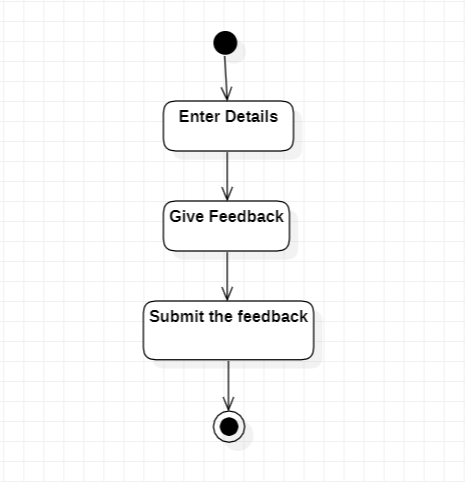 Enter Details
Give Feedback
Submit the feedback